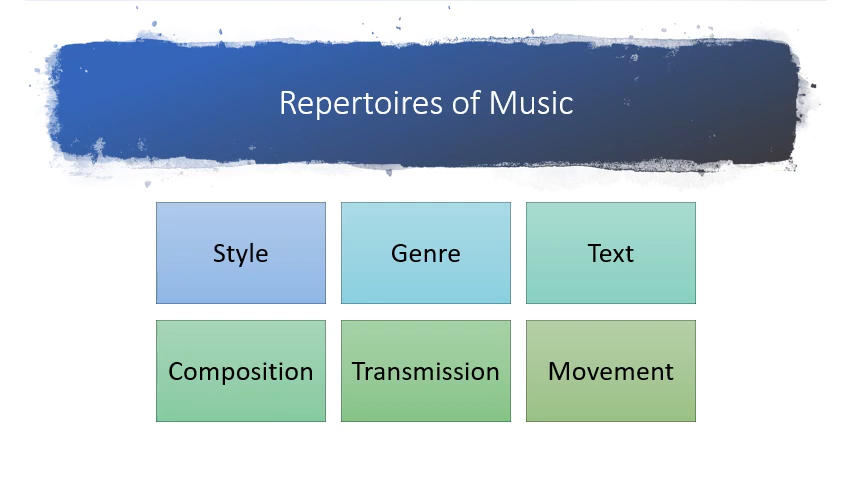 Repertoires of Music
Style
Genre
Text
Composition
Transmission
Movement